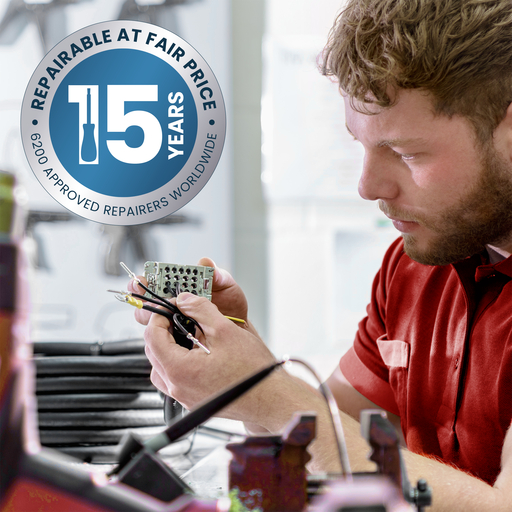 • REPAIRABLE AT FAIR PRICE •
15
YEARS
6200 APPROVED REPAIRERS WORLDWIDE